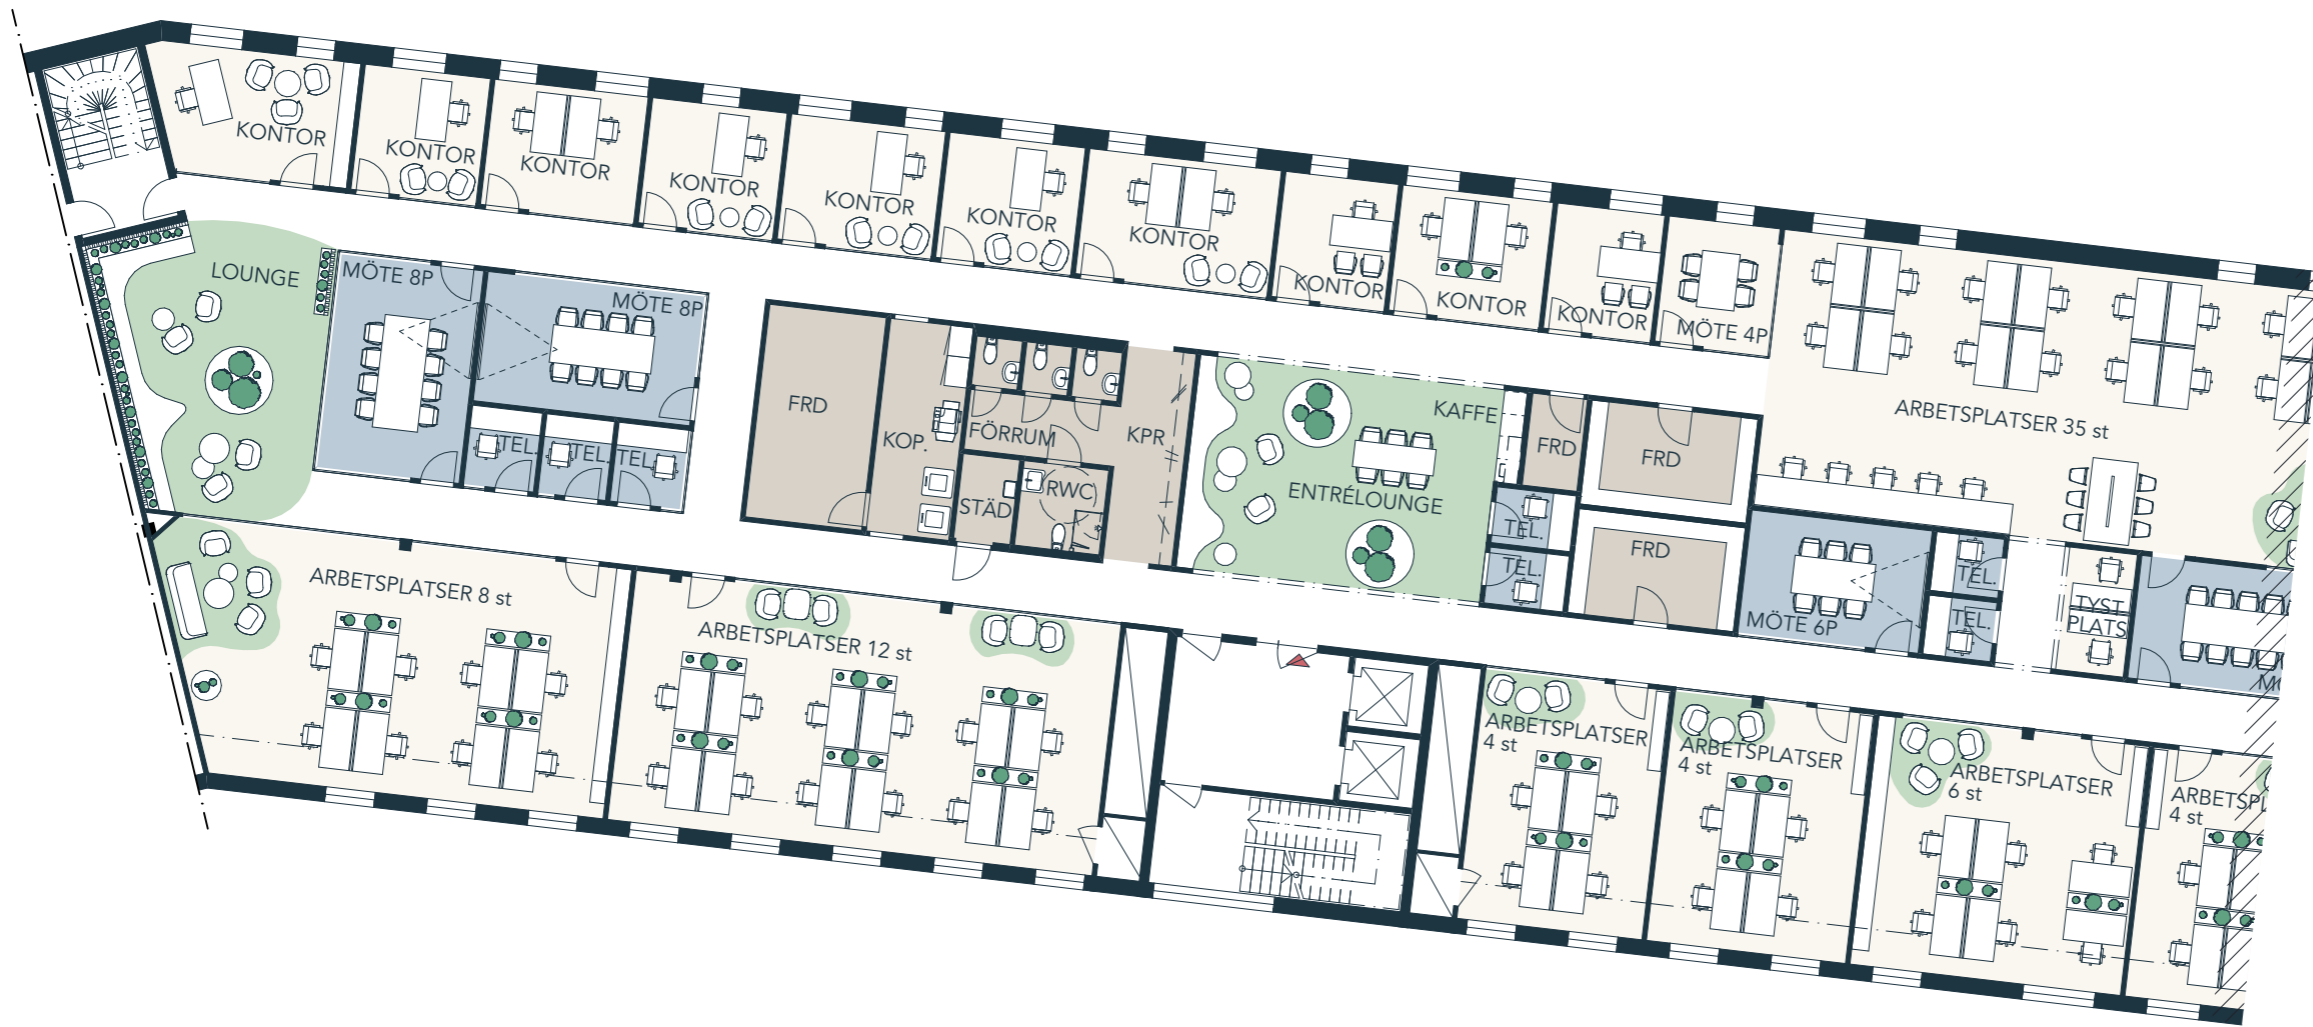 KONTOR
KONTOR
KONTOR
KONTOR
KONTOR
KONTOR
KONTOR
KONTOR
KONTOR
KONTOR
MÖTE 4P
LOUNGE
MÖTE 8P
MÖTE 8P
TEL.
TEL.
TEL.
FRD
KOP.
FÖRRUM
KPR
STÄD
RWC
KAFFE
ENTRÉLOUNGE
FRD
FRD
FRD
TEL.
TEL.
ARBETSPLATSER 35 st
MÖTE 6P
TEL.
TEL.
TYST
PLATS
ARBETSPLATSER 8 st
ARBETSPLATSER 12 st
ARBETSPLATSER
4 st
ARBETSPLATSER
4 st
ARBETSPLATSER
6 st
ARBETSPL
4 st